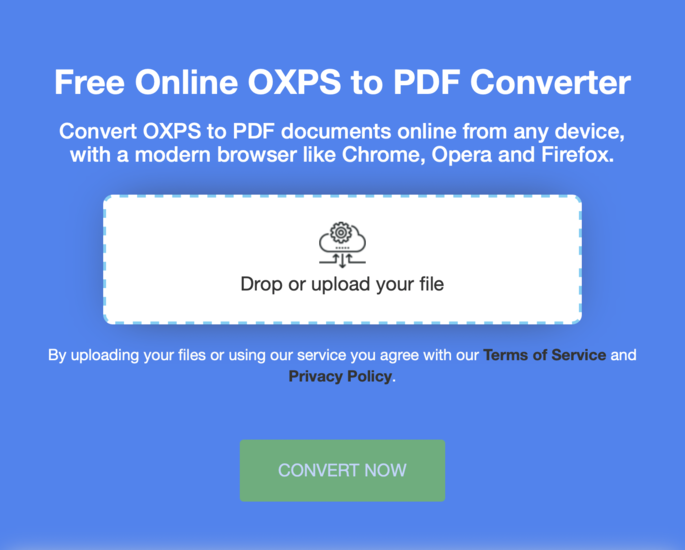 Free Online OXPS to PDF Converter
Convert OXPS to PDF documents online from any device,
with a modern browser like Chrome, Opera and Firefox.
Drop or upload your file
By uploading your files or using our service you agree with our Terms of Service and
Privacy Policy.
CONVERT NOW